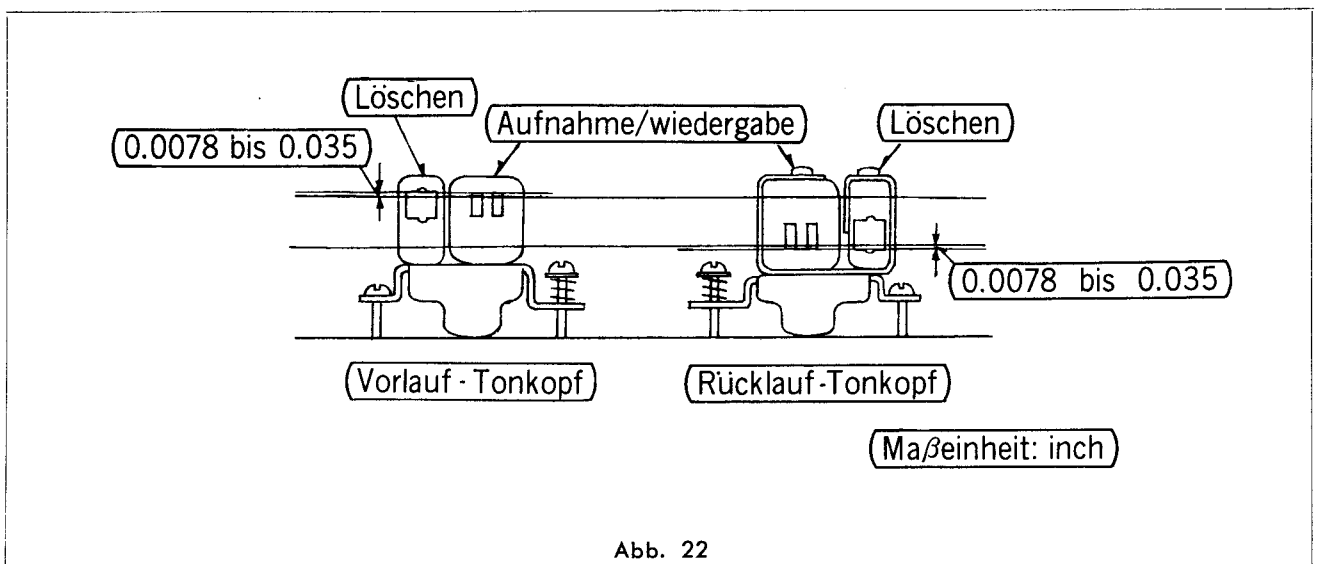 Löschen
Aufnahme/wiedergabe
Löschen
0.0078 bis 0.035
0.0078 bis 0.035
Vorlauf - Tonkopf
Rücklauf-Tonkopf
Maβeinheit: inch
Abb. 22